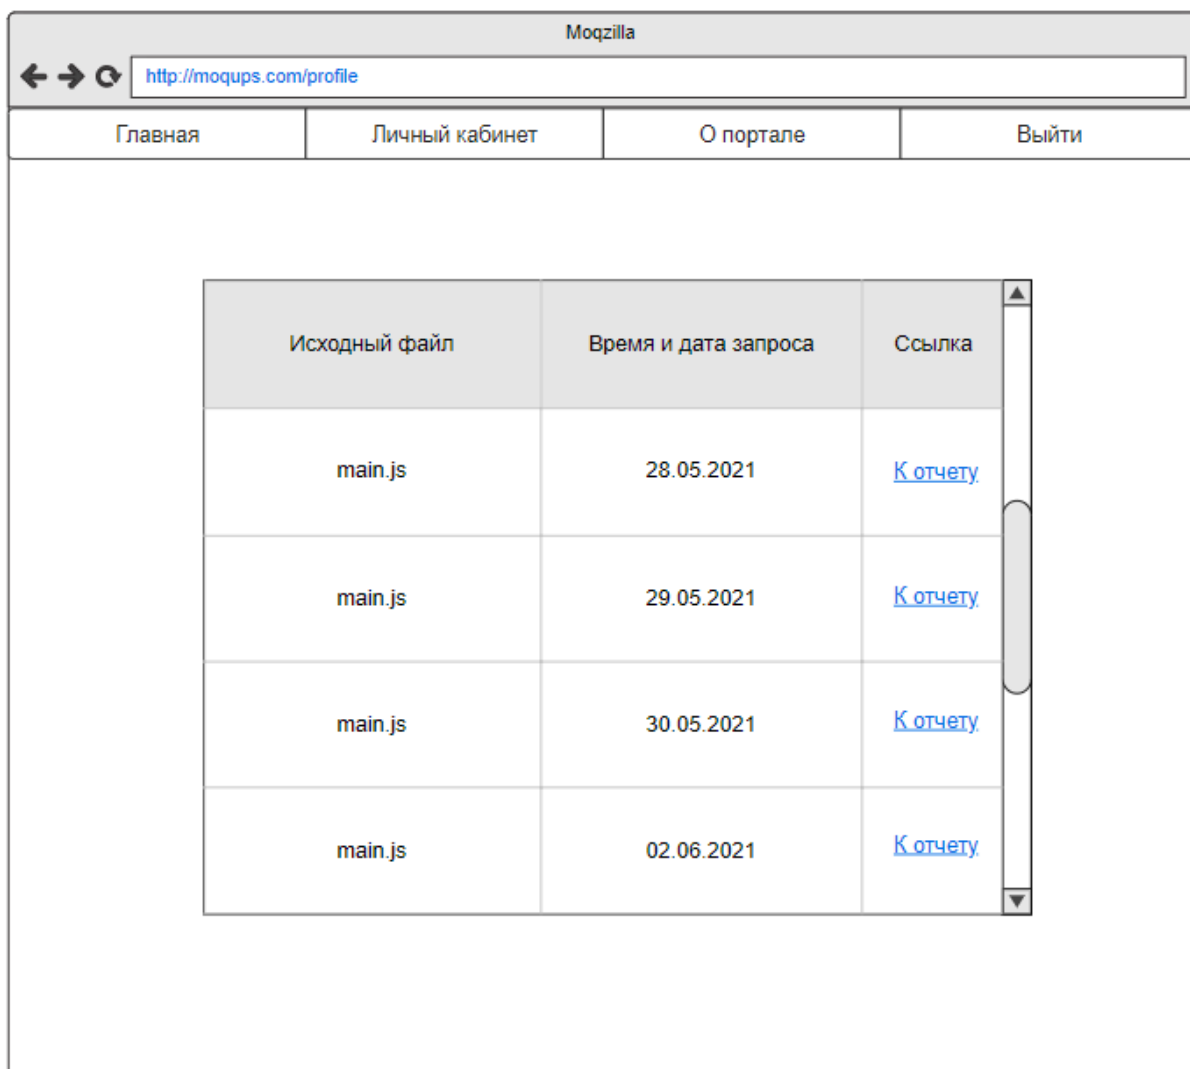 Moqzilla
http://moqups.com/profile
Главная Личный кабинет О портале Выйти
Исходный файл Время и дата запроса Ссылка
main.js 28.05.2021 К отчету
main.js 29.05.2021 К отчету
main.js 30.05.2021 К отчету
main.js 02.06.2021 К отчету